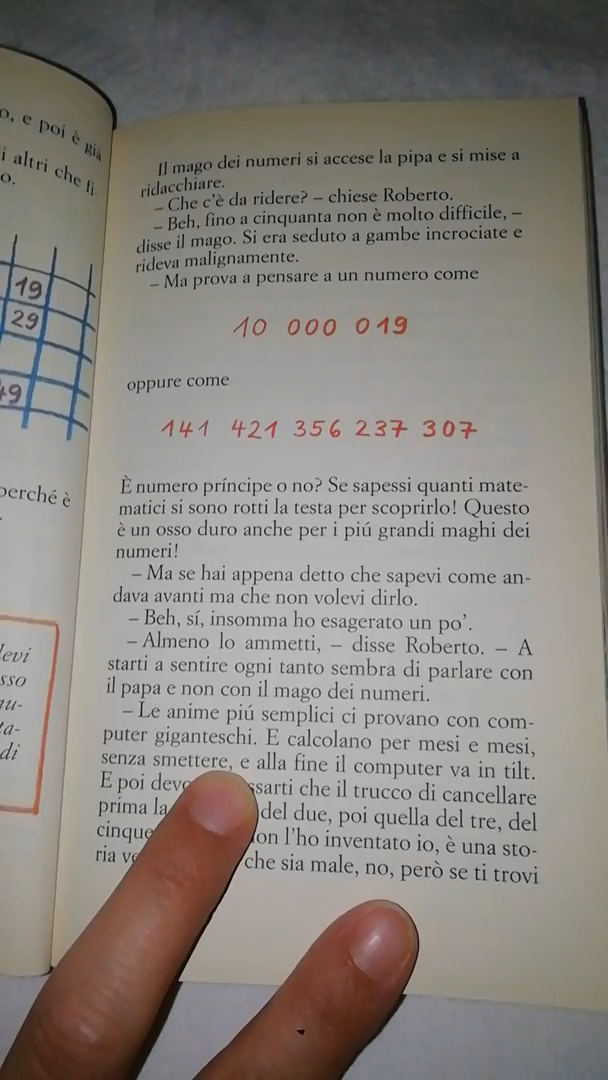 o, e poi è già
i altri che fi-
o.
19
29
49
perché è
levi
sso
nu-
ta-
di
Il mago dei numeri si accese la pipa e si mise a
ridacchiare.
– Che c'è da ridere? – chiese Roberto.
– Beh, fino a cinquanta non è molto difficile, –
disse il mago. Si era seduto a gambe incrociate e
rideva malignamente.
– Ma prova a pensare a un numero come
10 000 019
oppure come
141 421 356 237 307
È numero príncipe o no? Se sapessi quanti mate-
matici si sono rotti la testa per scoprirlo! Questo
è un osso duro anche per i piú grandi maghi dei
numeri!
– Ma se hai appena detto che sapevi come an-
dava avanti ma che non volevi dirlo.
– Beh, sí, insomma ho esagerato un po'.
– Almeno lo ammetti, – disse Roberto. – A
starti a sentire ogni tanto sembra di parlare con
il papa e non con il mago dei numeri.
– Le anime piú semplici ci provano con com-
puter giganteschi. E calcolano per mesi e mesi,
senza smettere, e alla fine il computer va in tilt.
E poi che il trucco di cancellare
prima la del due, poi quella del tre, del
cinque l'ho inventato io, è una sto-
ria che sia male, no, però se ti trovi